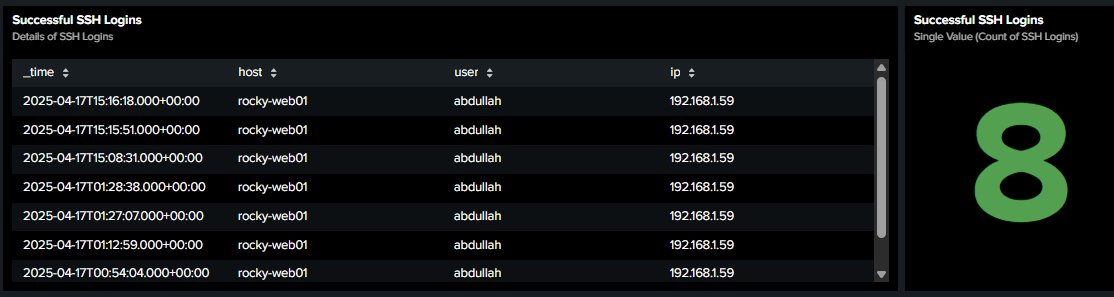 Successful SSH Logins
Details of SSH Logins
_time host user ip
2025-04-17T15:16:18.000+00:00 rocky-web01 abdullah 192.168.1.59
2025-04-17T15:15:51.000+00:00 rocky-web01 abdullah 192.168.1.59
2025-04-17T15:08:31.000+00:00 rocky-web01 abdullah 192.168.1.59
2025-04-17T01:28:38.000+00:00 rocky-web01 abdullah 192.168.1.59
2025-04-17T01:27:07.000+00:00 rocky-web01 abdullah 192.168.1.59
2025-04-17T01:12:59.000+00:00 rocky-web01 abdullah 192.168.1.59
2025-04-17T00:54:04.000+00:00 rocky-web01 abdullah 192.168.1.59
Successful SSH Logins
Single Value (Count of SSH Logins)
8